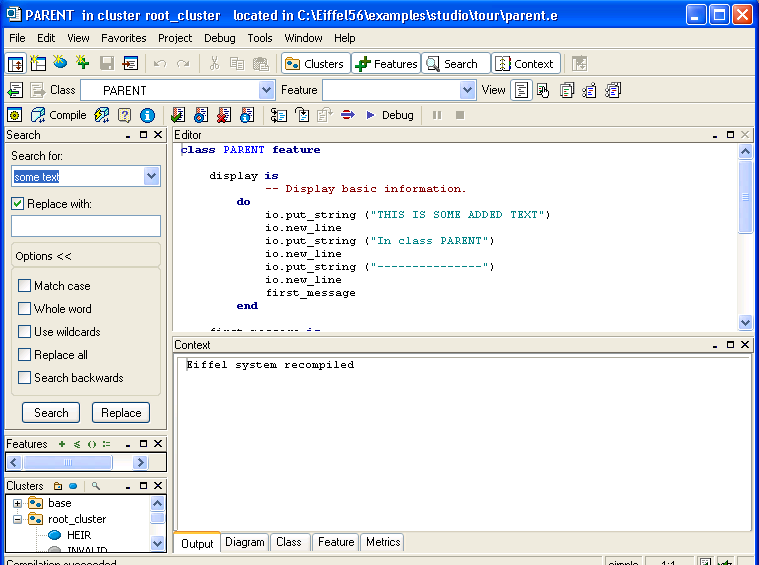 PARENT  in cluster root_cluster   located in C:\Eiffel56\examples\studio\tour\parent.e
File Edit View Favorites Project Debug Tools Window Help
Clusters Features Search Context
Class PARENT Feature View
Compile Debug
Search
Search for:
some text
Replace with:
Options <<
Match case
Whole word
Use wildcards
Replace all
Search backwards
Search Replace
Features
Clusters
base
root_cluster
HEIR
INVALID
Editor
class PARENT feature
display is
-- Display basic information.
do
io.put_string ("THIS IS SOME ADDED TEXT")
io.new_line
io.put_string ("In class PARENT")
io.new_line
io.put_string ("---------------")
io.new_line
first_message
end
first_message is
Context
Eiffel system recompiled
Output Diagram Class Feature Metrics
Compilation succeeded
simple 1:1